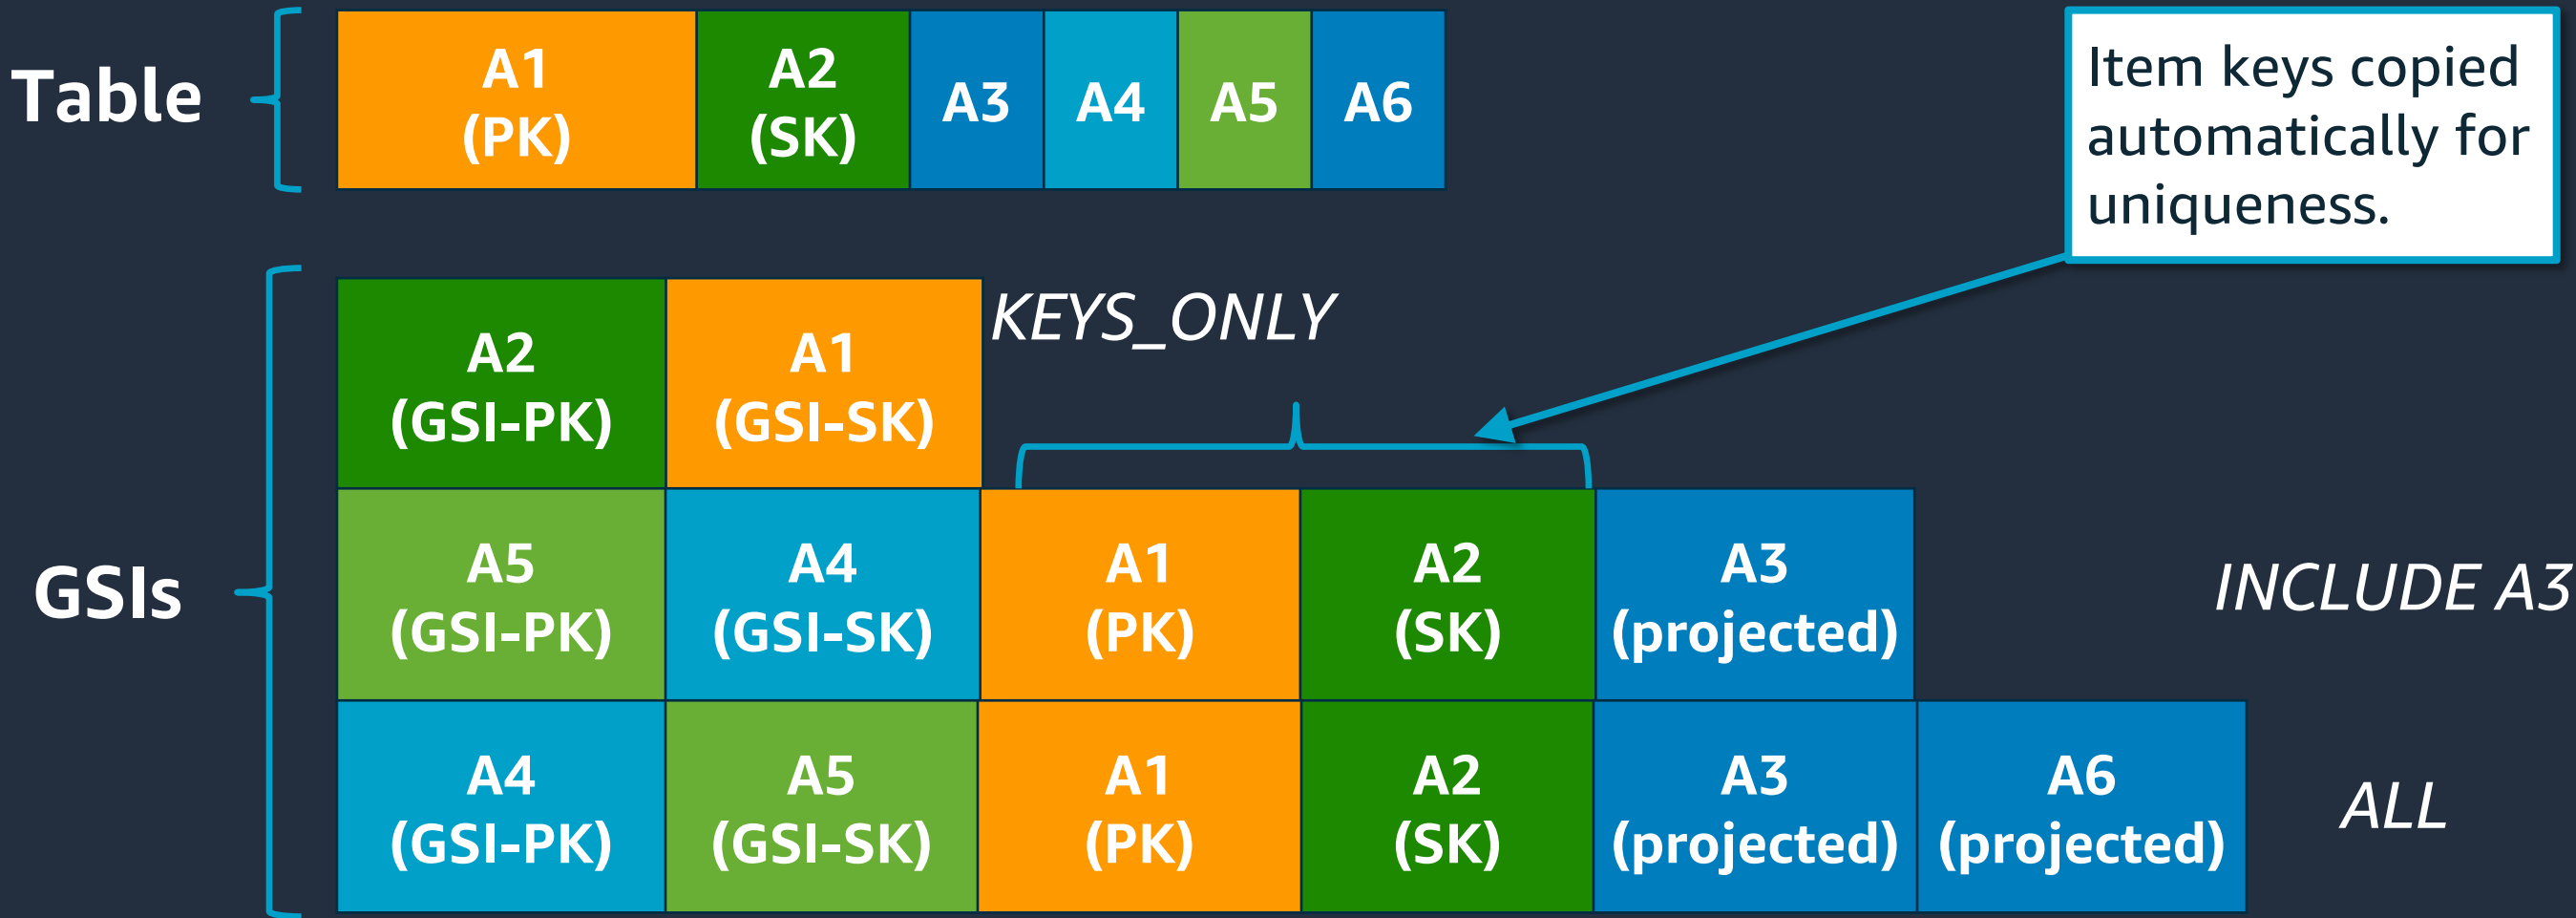 Table
A1
(PK)
A2
(SK)
A3
A4
A5
A6
Item keys copied
automatically for
uniqueness.
GSIs
A2
(GSI-PK)
A1
(GSI-SK)
KEYS_ONLY
A5
(GSI-PK)
A4
(GSI-SK)
A1
(PK)
A2
(SK)
A3
(projected)
INCLUDE A3
A4
(GSI-PK)
A5
(GSI-SK)
A1
(PK)
A2
(SK)
A3
(projected)
A6
(projected)
ALL